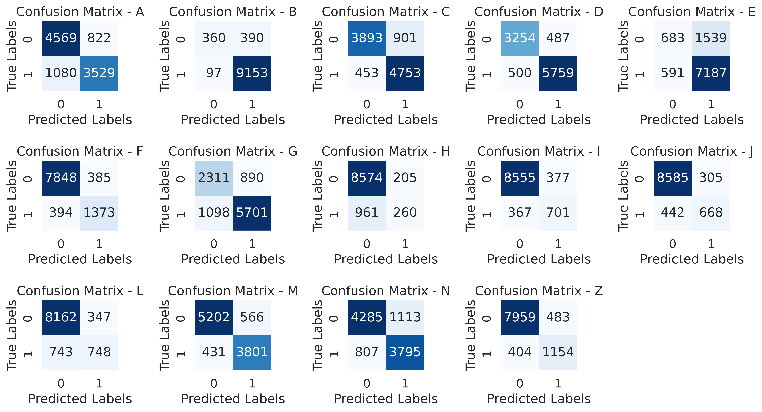 Confusion Matrix - A
True Labels
0
4569 822
1
1080 3529
0 1
Predicted Labels
Confusion Matrix - B
True Labels
0
360 390
1
97 9153
0 1
Predicted Labels
Confusion Matrix - C
True Labels
0
3893 901
1
453 4753
0 1
Predicted Labels
Confusion Matrix - D
True Labels
0
3254 487
1
500 5759
0 1
Predicted Labels
Confusion Matrix - E
True Labels
0
683 1539
1
591 7187
0 1
Predicted Labels
Confusion Matrix - F
True Labels
0
7848 385
1
394 1373
0 1
Predicted Labels
Confusion Matrix - G
True Labels
0
2311 890
1
1098 5701
0 1
Predicted Labels
Confusion Matrix - H
True Labels
0
8574 205
1
961 260
0 1
Predicted Labels
Confusion Matrix - I
True Labels
0
8555 377
1
367 701
0 1
Predicted Labels
Confusion Matrix - J
True Labels
0
8585 305
1
442 668
0 1
Predicted Labels
Confusion Matrix - L
True Labels
0
8162 347
1
743 748
0 1
Predicted Labels
Confusion Matrix - M
True Labels
0
5202 566
1
431 3801
0 1
Predicted Labels
Confusion Matrix - N
True Labels
0
4285 1113
1
807 3795
0 1
Predicted Labels
Confusion Matrix - Z
True Labels
0
7959 483
1
404 1154
0 1
Predicted Labels